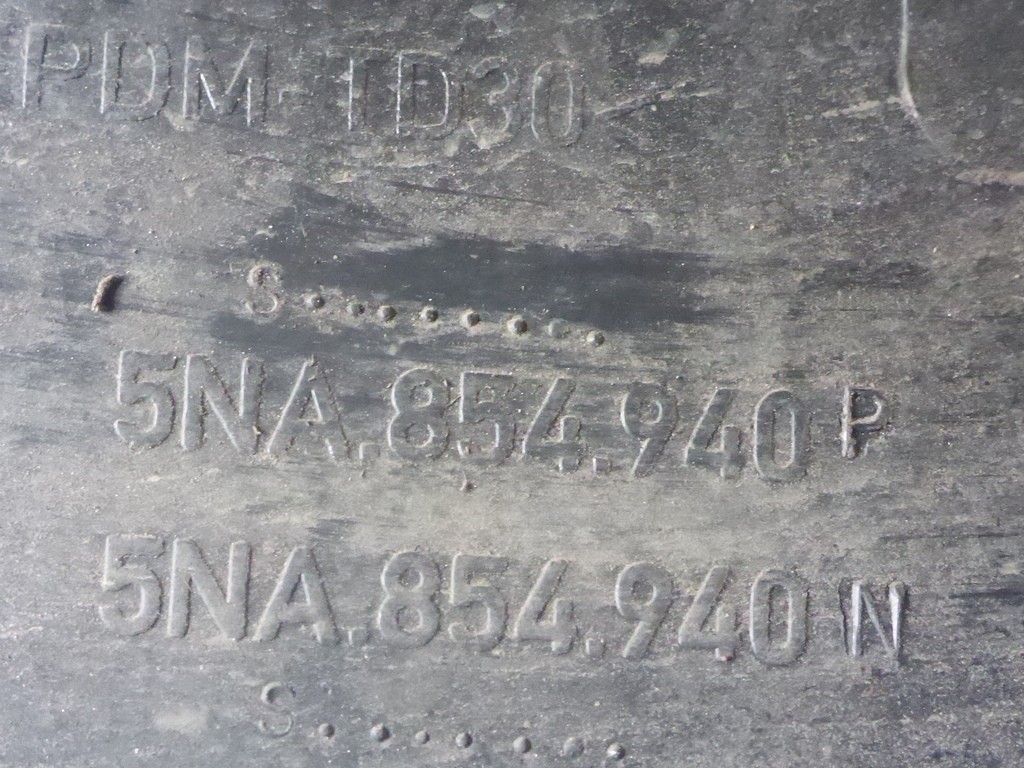 PDM-TD30
S........
5NA.854.940 P
5NA.854.940 N
S.......